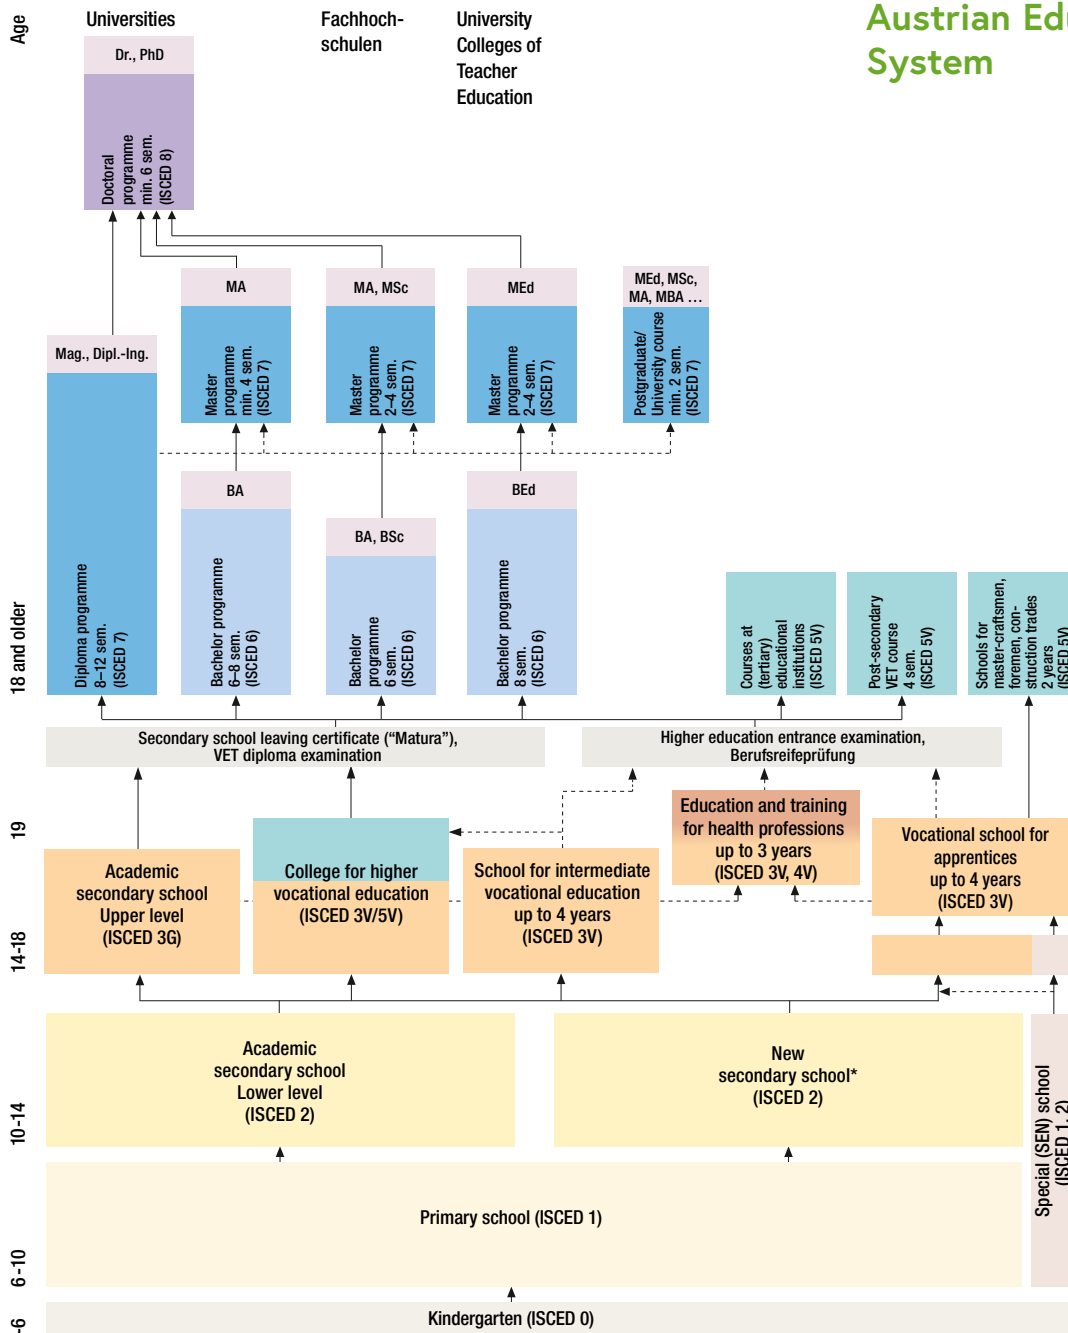 Austrian Edu
System
Age
Universities
Fachhoch-
schulen
University
Colleges of
Teacher
Education
Dr., PhD
Doctoral
programme
min. 6 sem.
(ISCED 8)
MA
Master
programme
min. 4 sem.
(ISCED 7)
MA, MSc
Master
programme
2–4 sem.
(ISCED 7)
MEd
Master
programme
2–4 sem.
(ISCED 7)
MEd, MSc,
MA, MBA ...
Postgraduate/
University course
min. 2 sem.
(ISCED 7)
Mag., Dipl.-Ing.
Diploma programme
8–12 sem.
(ISCED 7)
BA
Bachelor programme
6–8 sem.
(ISCED 6)
BA, BSc
Bachelor
programme
6 sem.
(ISCED 6)
BEd
Bachelor programme
8 sem.
(ISCED 6)
Courses at
(tertiary)
educational
institutions
(ISCED 5V)
Post-secondary
VET course
4 sem.
(ISCED 5V)
Schools for
master-craftsmen,
foremen, con-
struction trades
2 years
(ISCED 5V)
18 and older
Secondary school leaving certificate (“Matura”),
VET diploma examination
Higher education entrance examination,
Berufsreifeprüfung
19
Academic
secondary school
Upper level
(ISCED 3G)
College for higher
vocational education
(ISCED 3V/5V)
School for intermediate
vocational education
up to 4 years
(ISCED 3V)
Education and training
for health professions
up to 3 years
(ISCED 3V, 4V)
Vocational school for
apprentices
up to 4 years
(ISCED 3V)
14-18
Academic
secondary school
Lower level
(ISCED 2)
New
secondary school*
(ISCED 2)
Special (SEN) school
(ISCED 1, 2)
10-14
Primary school (ISCED 1)
6-10
Kindergarten (ISCED 0)
-6